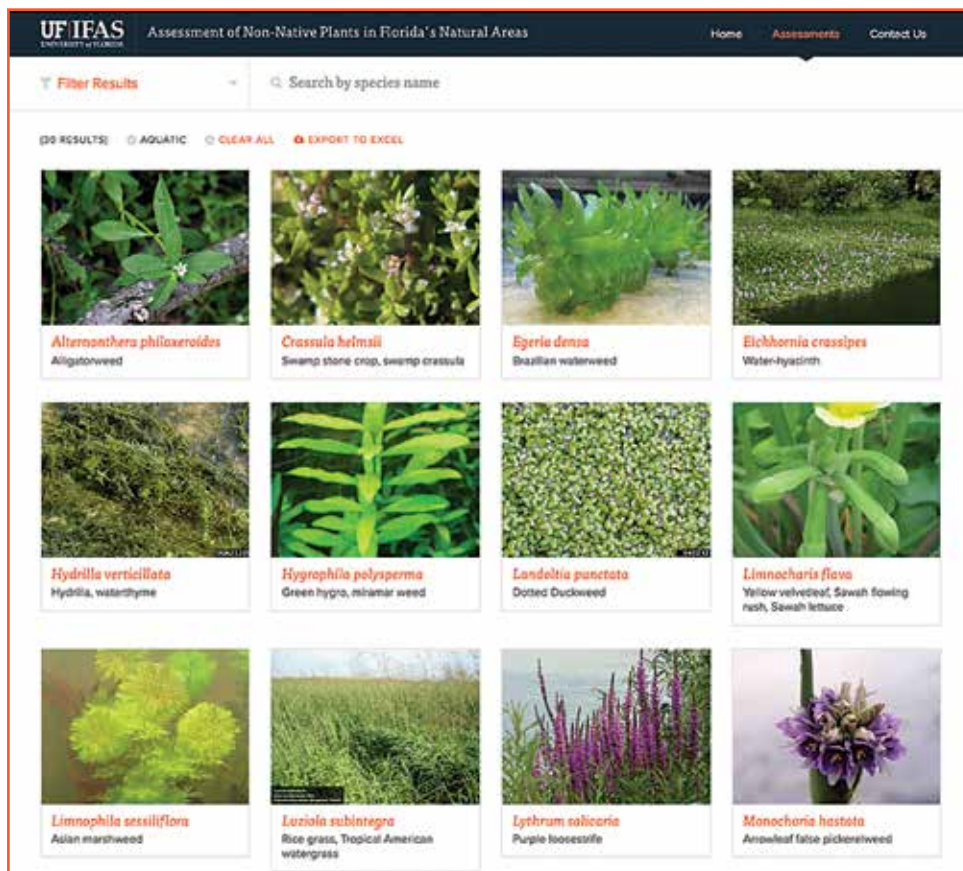 UF|IFAS
UNIVERSITY of FLORIDA
Assessment of Non-Native Plants in Florida's Natural Areas
Home
Assessments
Contact Us
Filter Results
Search by species name
(30 RESULTS)
AQUATIC
CLEAR ALL
EXPORT TO EXCEL
Alternanthera philoxeroides
Alligatorweed
Crassula helmsii
Swamp stone crop, swamp crassula
Egeria densa
Brazilian waterweed
Eichhornia crassipes
Water-hyacinth
Hydrilla verticillata
Hydrilla, waterthyme
Hygrophila polysperma
Green hygro, miramar weed
Landoltia punctata
Dotted Duckweed
Limnocharis flava
Yellow velvetleaf, Sawah flowing
rush, Sawah lettuce
Limnophila sessiliflora
Asian marshweed
Luziola subintegra
Rice grass, Tropical American
watergrass
Lythrum salicaria
Purple loosestrife
Monochoria hastata
Arrowleaf false pickerelweed